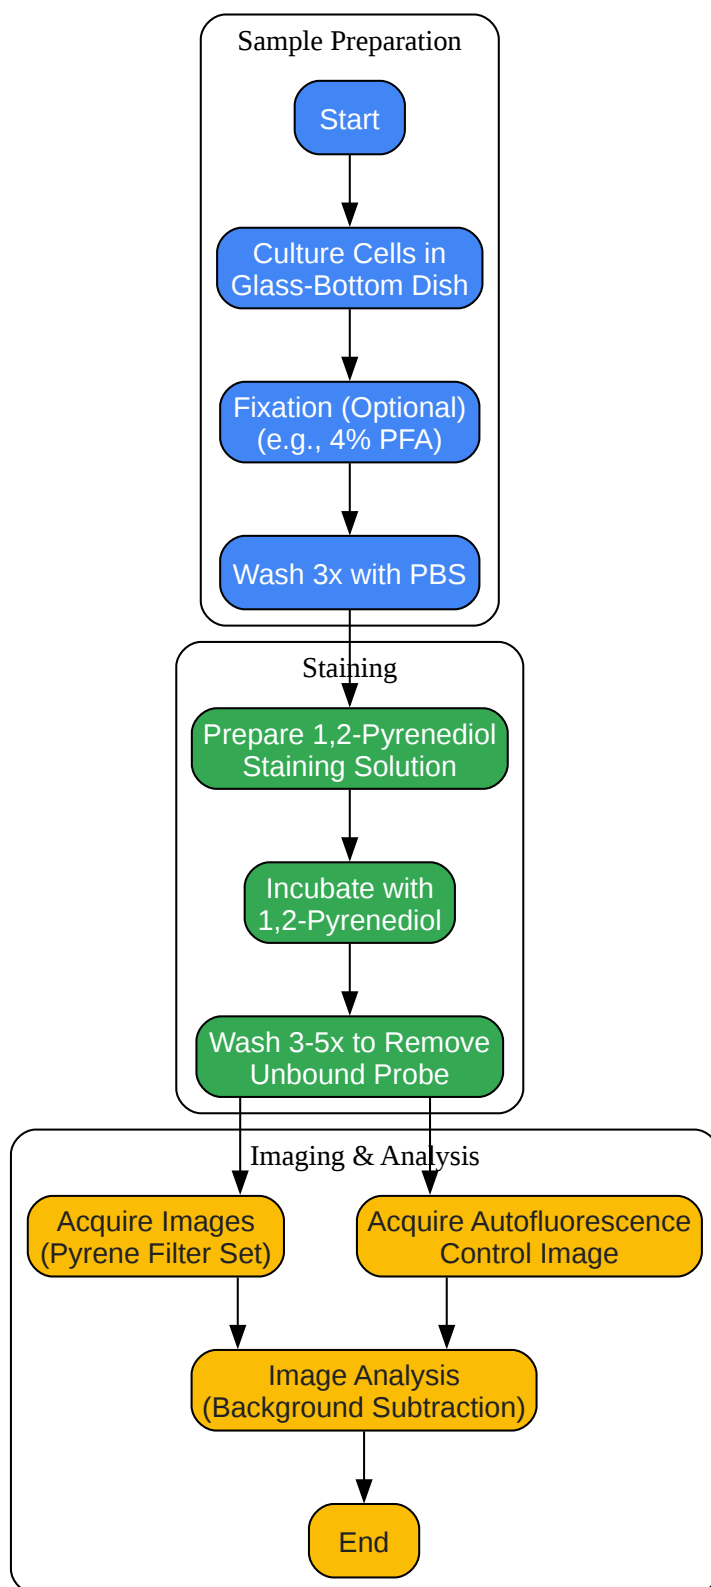 Sample Preparation
Start
Culture Cells in
Glass-Bottom Dish
Fixation (Optional)
(e.g., 4% PFA)
Wash 3x with PBS
Staining
Prepare 1,2-Pyrenediol
Staining Solution
Incubate with
1,2-Pyrenediol
Wash 3-5x to Remove
Unbound Probe
Imaging & Analysis
Acquire Images
(Pyrene Filter Set)
Acquire Autofluorescence
Control Image
Image Analysis
(Background Subtraction)
End